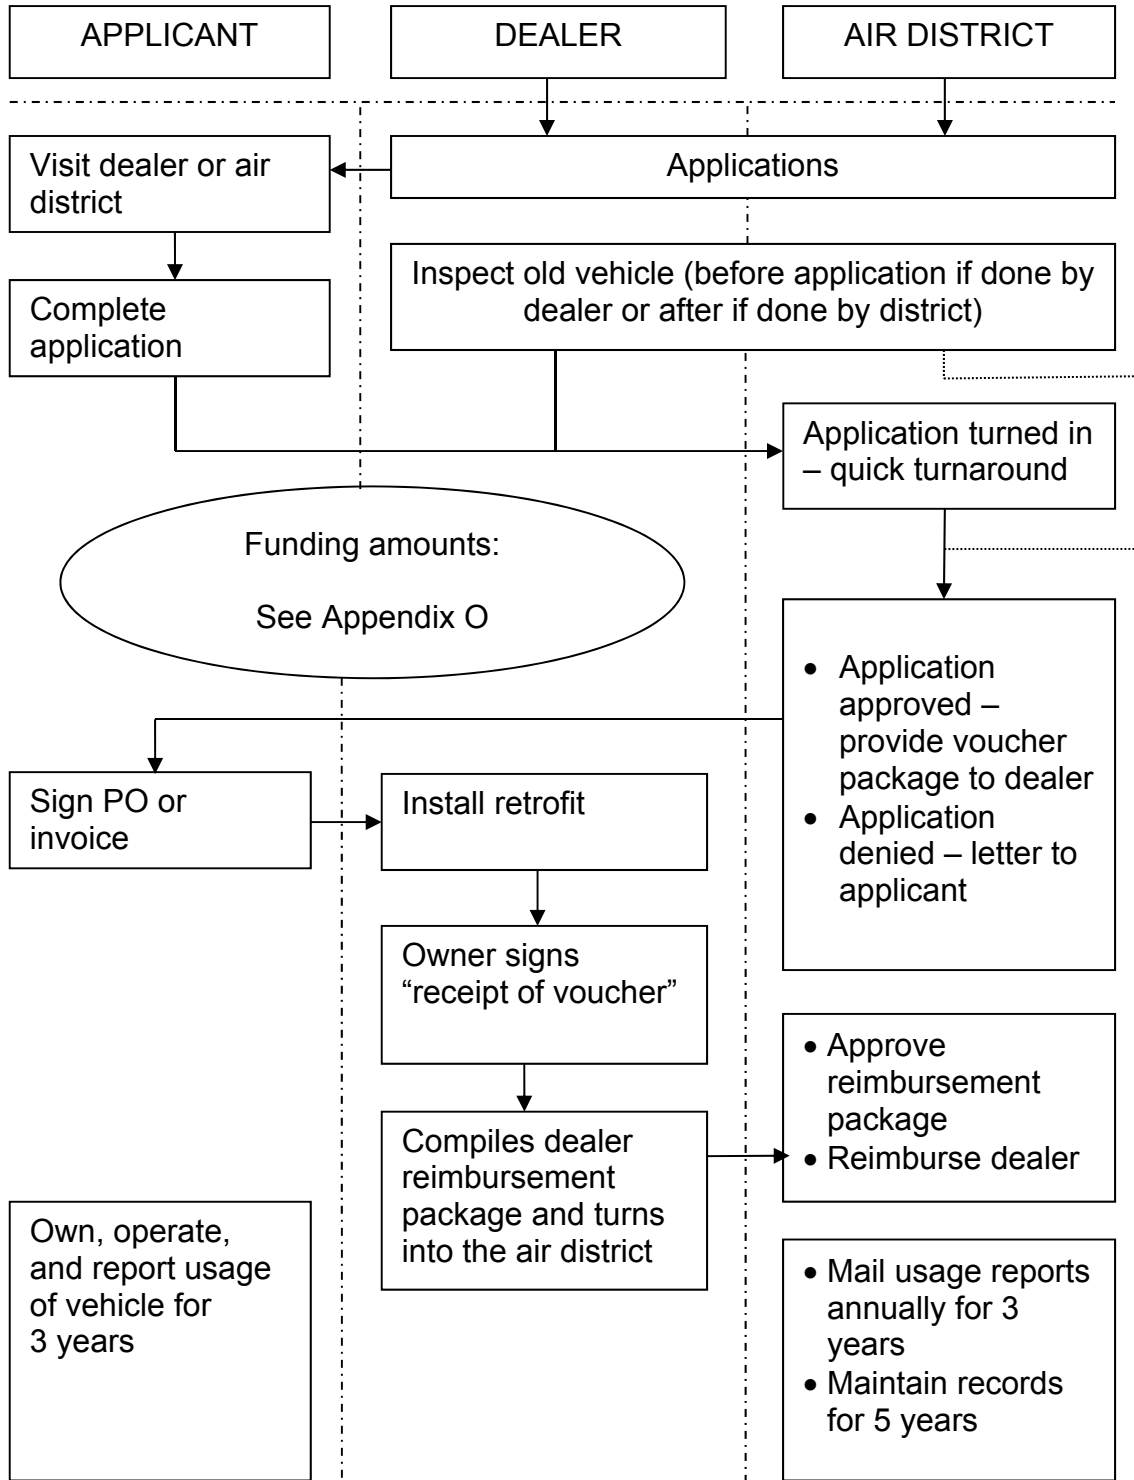 APPLICANT
DEALER
AIR DISTRICT
Visit dealer or air
district
Applications
Complete
application
Inspect old vehicle (before application if done by
dealer or after if done by district)
Application turned in
– quick turnaround
Funding amounts:
See Appendix O
• Application
approved –
provide voucher
package to dealer
• Application
denied – letter to
applicant
Sign PO or
invoice
Install retrofit
Owner signs
“receipt of voucher”
Compiles dealer
reimbursement
package and turns
into the air district
• Approve
reimbursement
package
• Reimburse dealer
Own, operate,
and report usage
of vehicle for
3 years
• Mail usage reports
annually for 3
years
• Maintain records
for 5 years